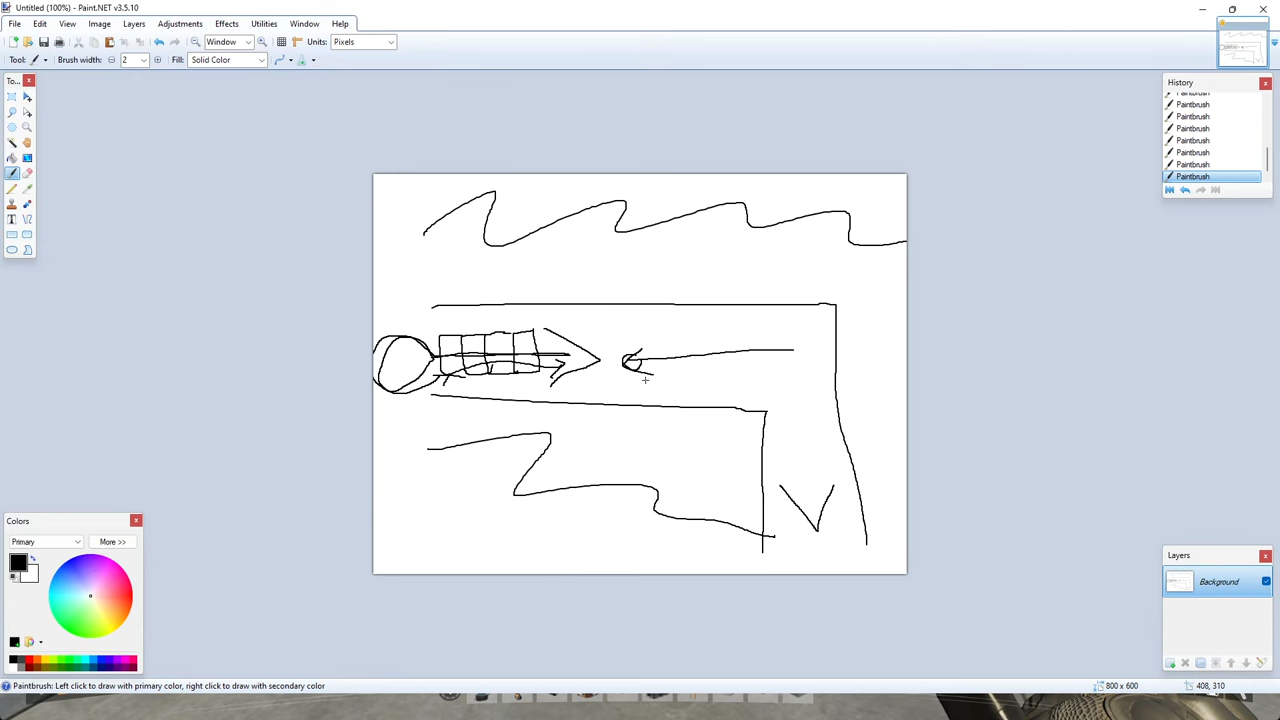 Untitled (100%) - Paint.NET v3.5.10
File Edit View Image Layers Adjustments Effects Utilities Window Help
Window Units: Pixels
Tool: Brush width: 2 Fill: Solid Color
To...
History
Paintbrush
Paintbrush
Paintbrush
Paintbrush
Paintbrush
Paintbrush
Paintbrush
Paintbrush
Colors
Primary More >>
Layers
Background
Paintbrush: Left click to draw with primary color, right click to draw with secondary color 800 x 600 408, 310